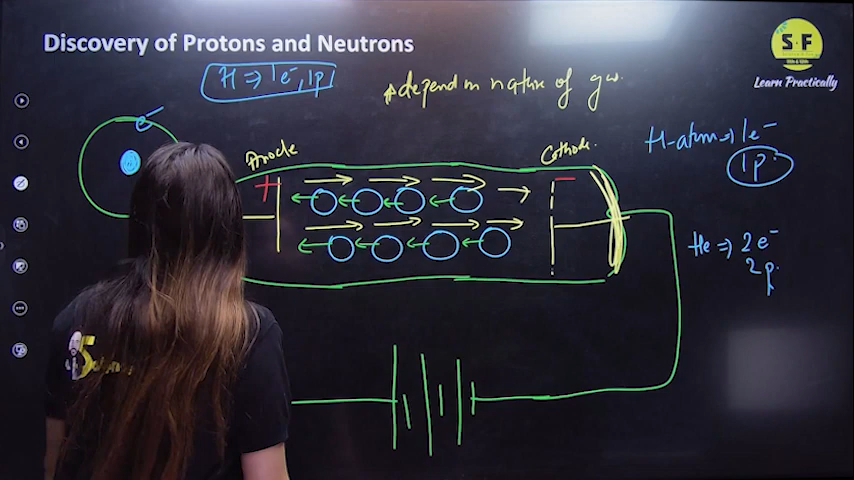 Discovery of Protons and Neutrons
S F
Learn Practically
H ⇒ 1e⁻, 1p
depend on nature of gas.
H-atm ⇒ 1e⁻
1p.
Anode
Cathode.
+
−
He ⇒ 2e⁻
2p.